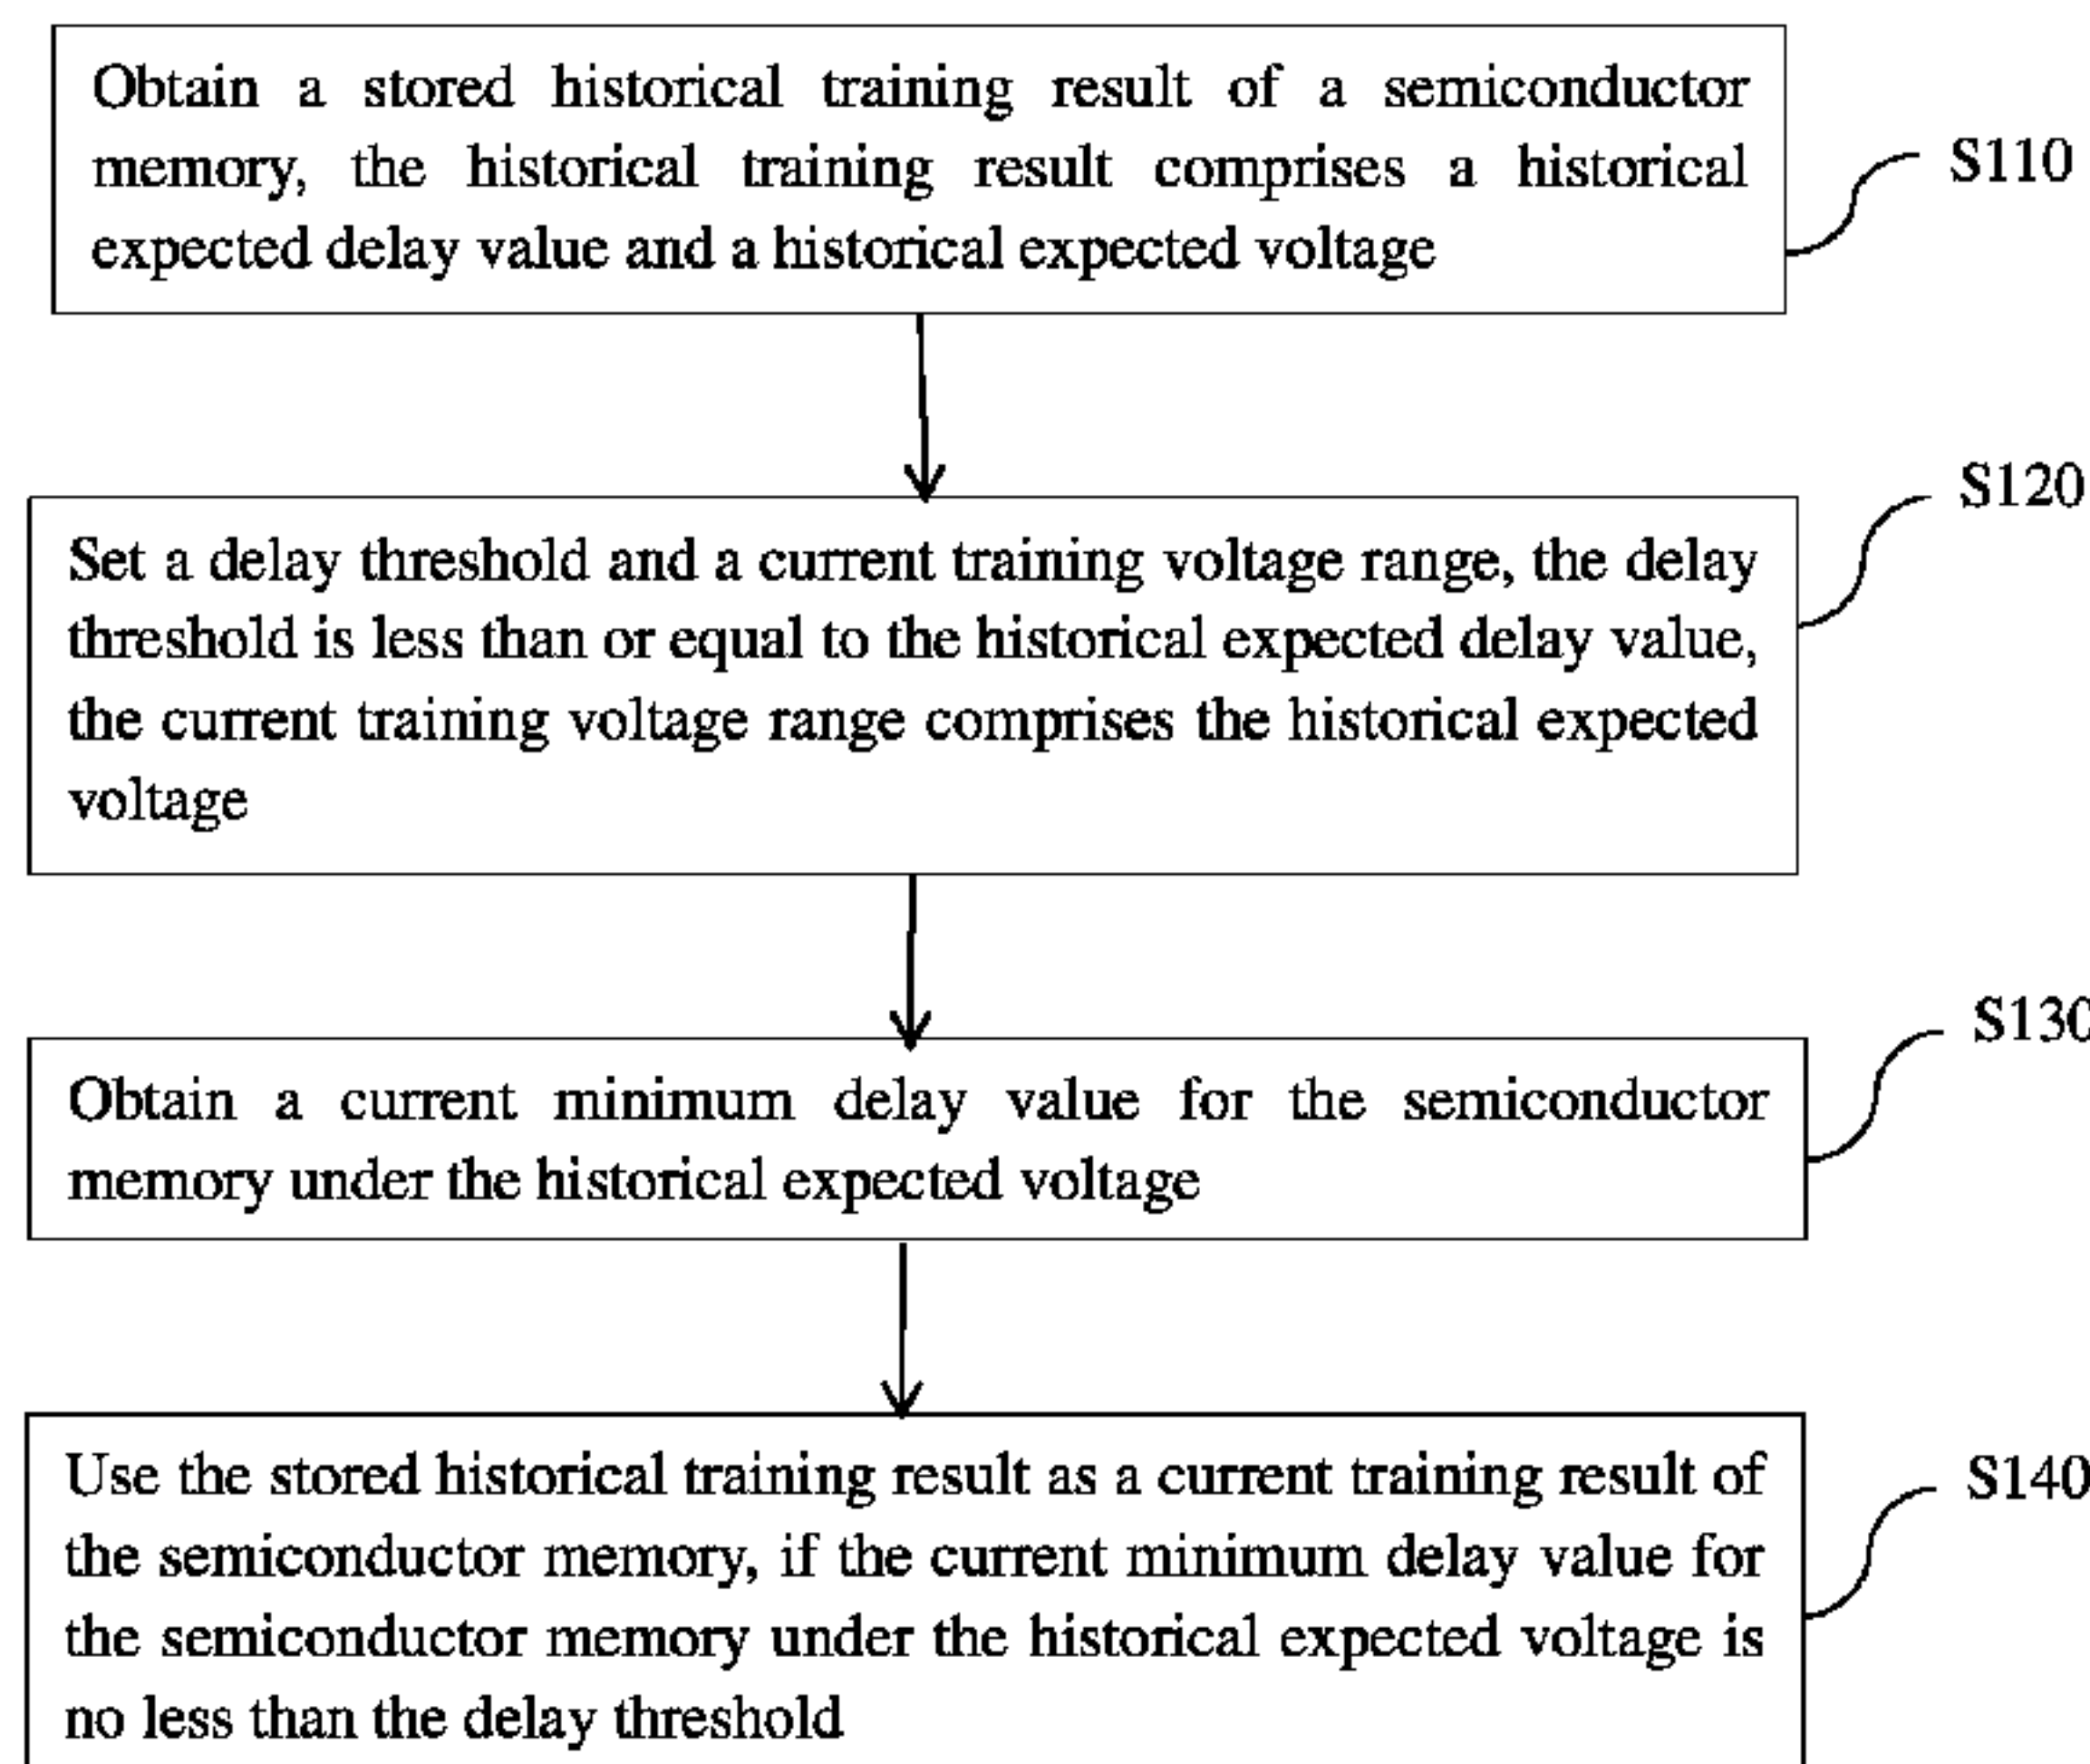 Obtain a stored historical training result of a semiconductor
memory, the historical training result comprises a historical
expected delay value and a historical expected voltage
S110
Set a delay threshold and a current training voltage range, the delay
threshold is less than or equal to the historical expected delay value,
the current training voltage range comprises the historical expected
voltage
S120
Obtain a current minimum delay value for the semiconductor
memory under the historical expected voltage
S130
Use the stored historical training result as a current training result of
the semiconductor memory, if the current minimum delay value for
the semiconductor memory under the historical expected voltage is
no less than the delay threshold
S140